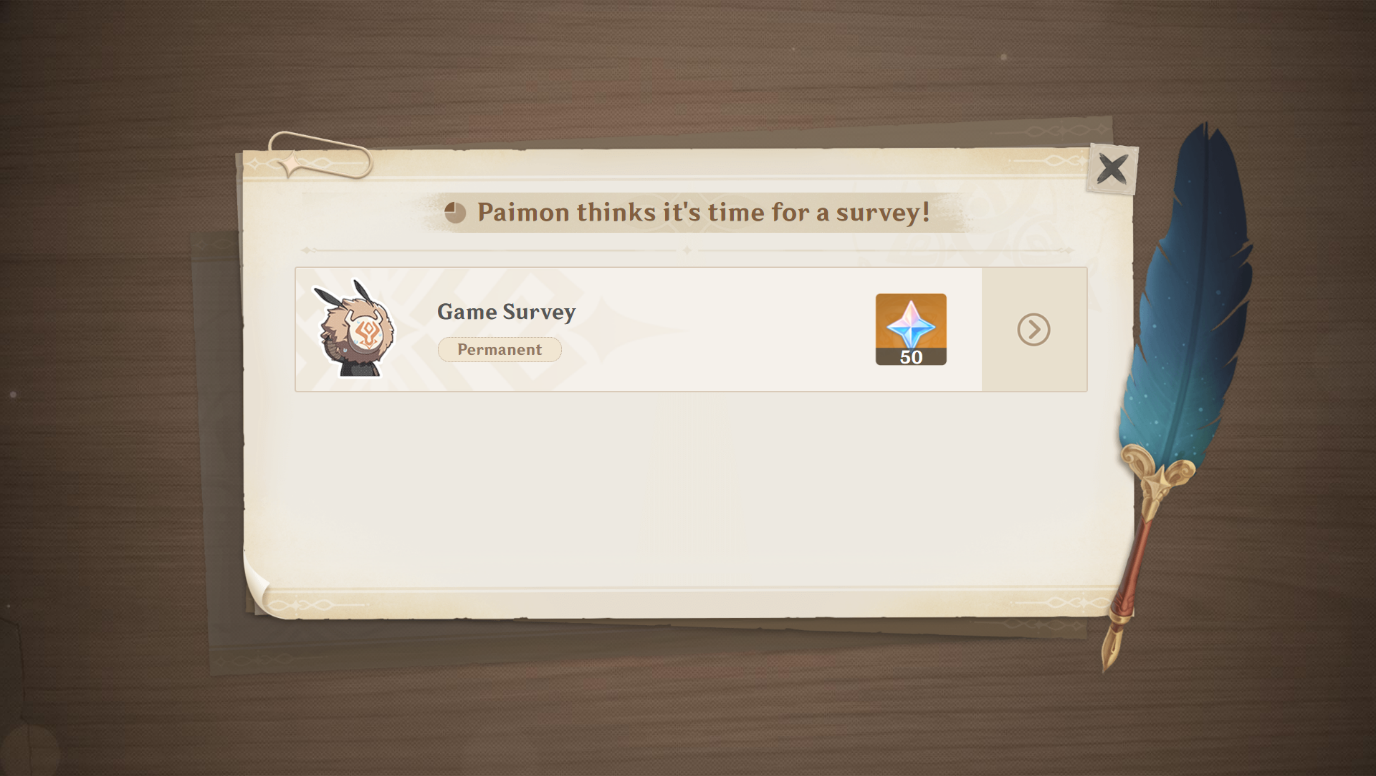 Paimon thinks it's time for a survey!
Game Survey
Permanent
50